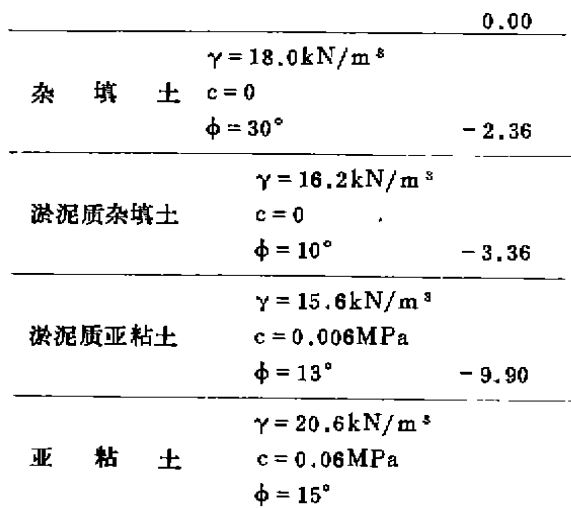 0.00
γ=18.0kN/m³
杂 填 土 c=0
φ=30° -2.36
γ=16.2kN/m³
淤泥质杂填土 c=0
φ=10° -3.36
γ=15.6kN/m³
淤泥质亚粘土 c=0.006MPa
φ=13° -9.90
γ=20.6kN/m³
亚 粘 土 c=0.06MPa
φ=15°